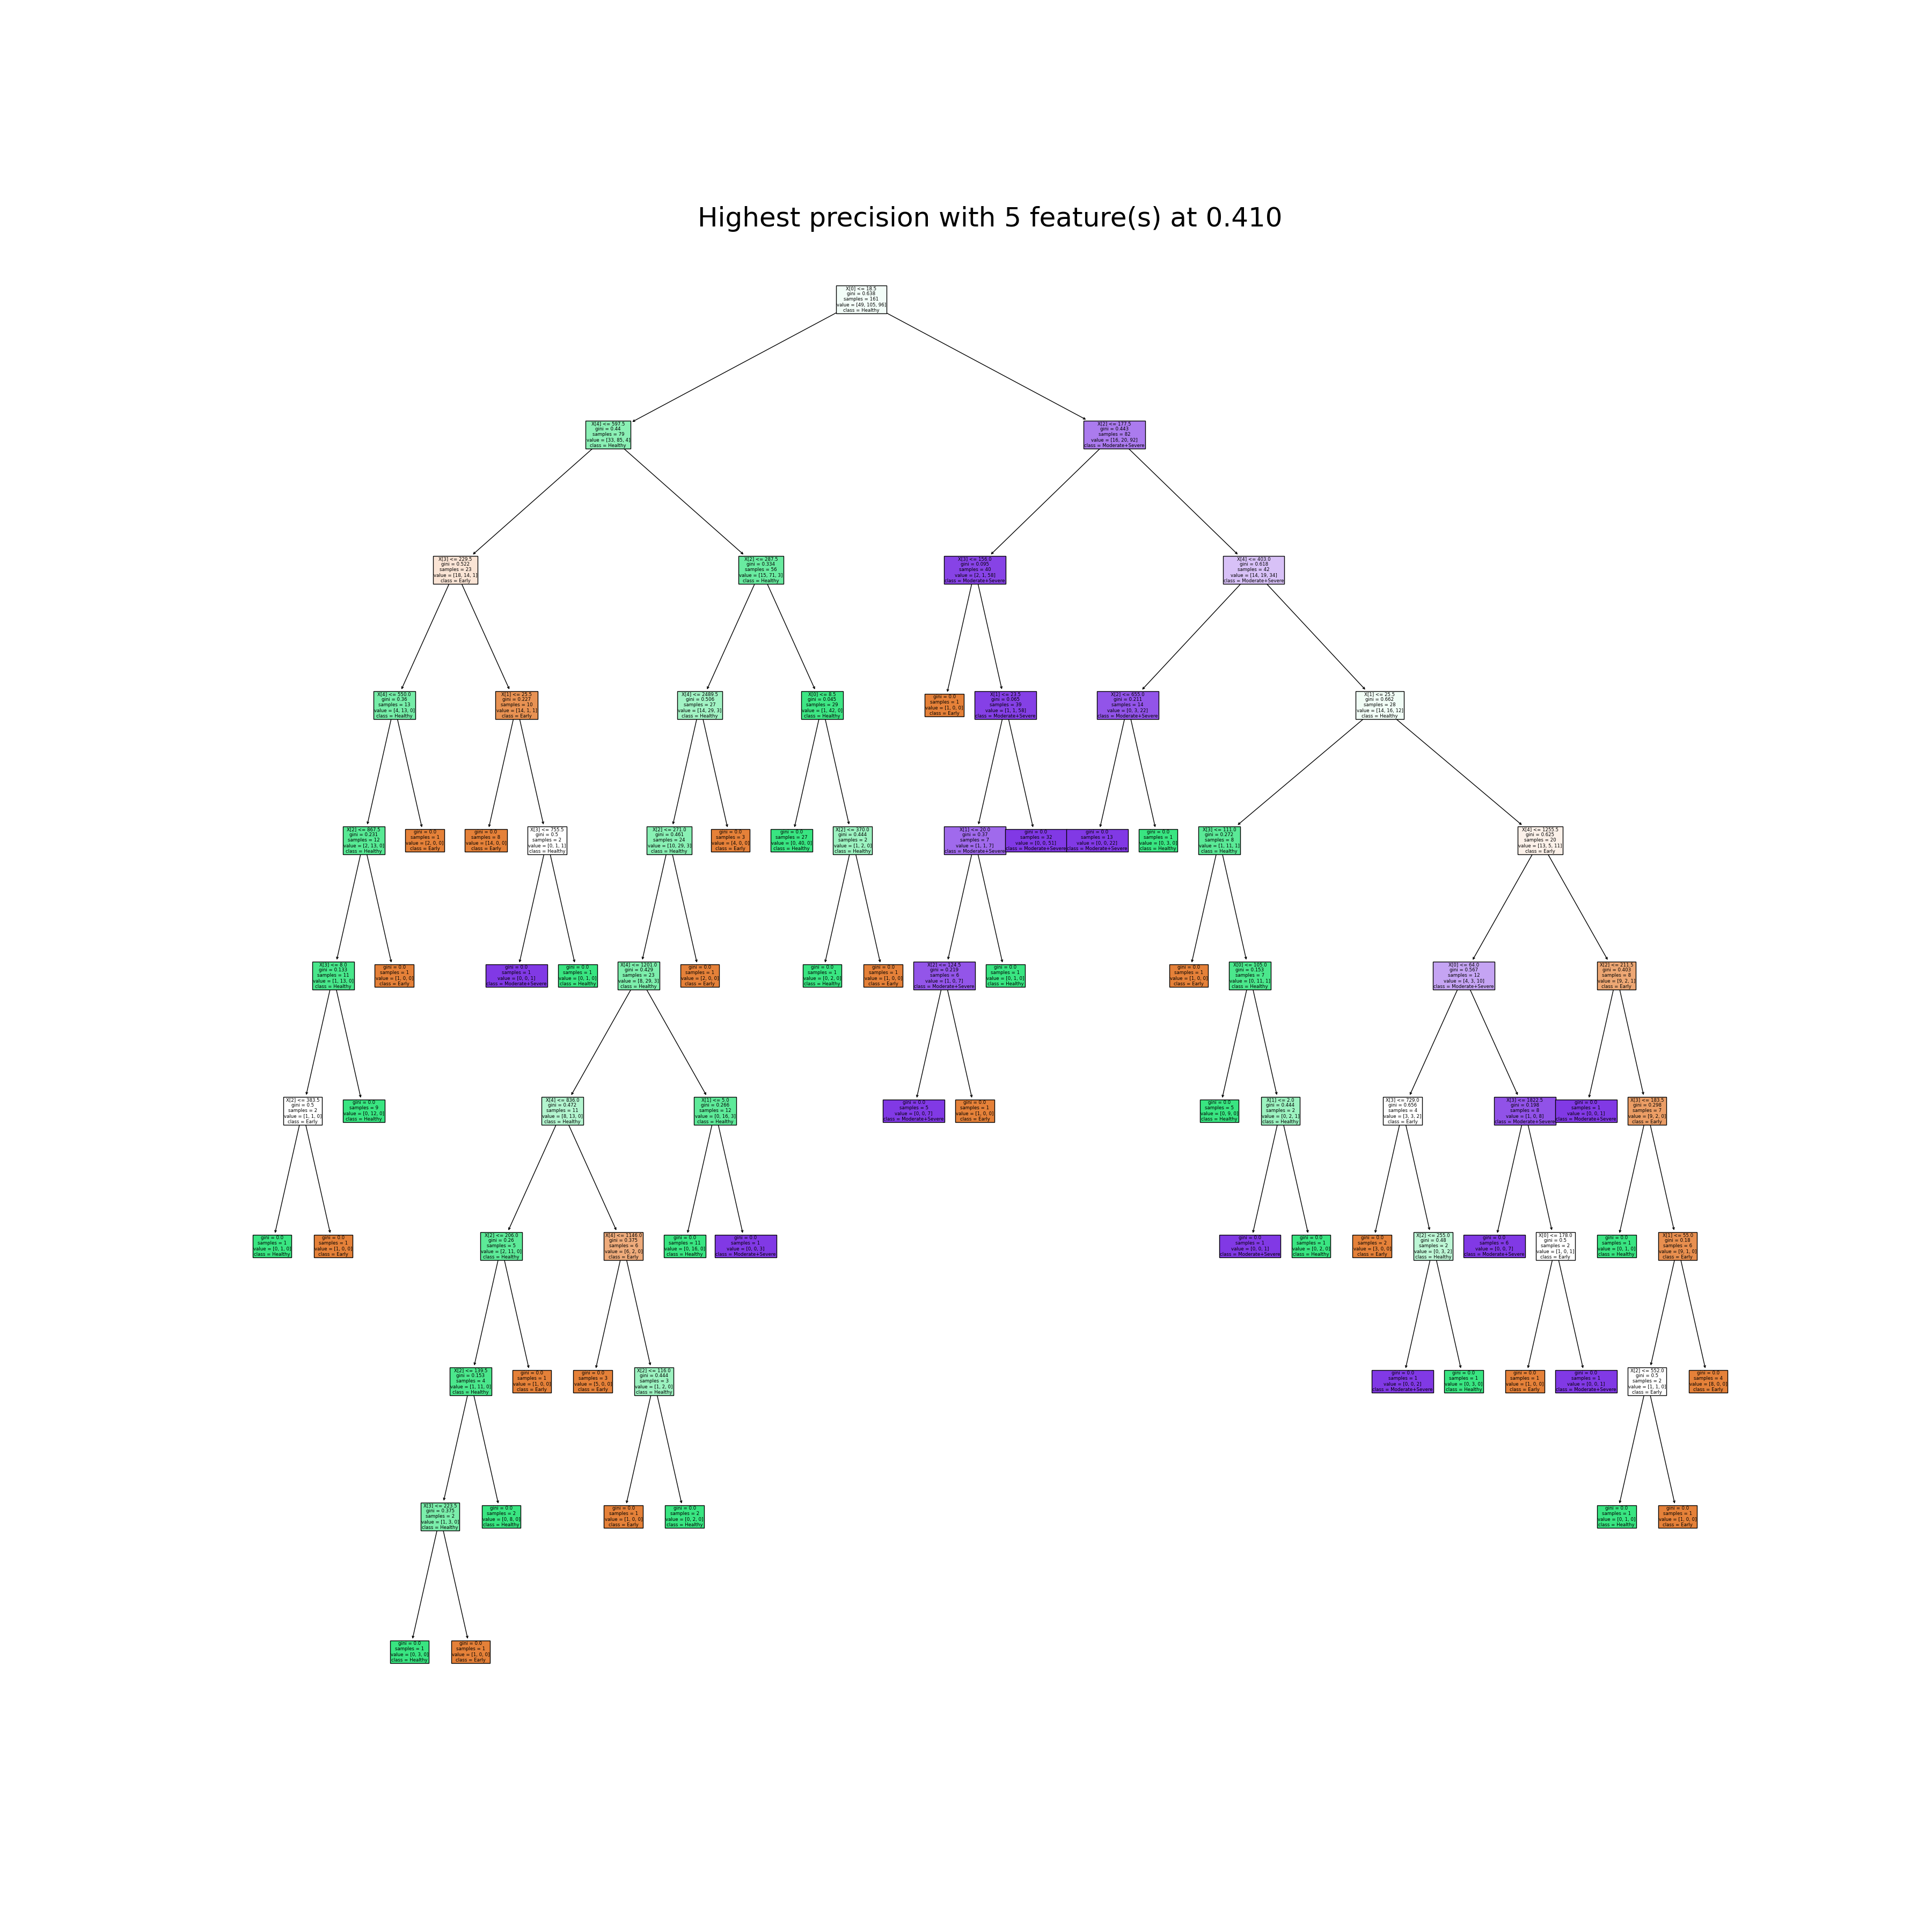 Highest precision with 5 feature(s) at 0.410
X[0] <= 18.5
gini = 0.638
samples = 161
value = [49, 105, 96]
class = Healthy
X[4] <= 597.5
gini = 0.44
samples = 79
value = [33, 85, 4]
class = Healthy
X[2] <= 177.5
gini = 0.443
samples = 82
value = [16, 20, 92]
class = Moderate+Severe
X[3] <= 229.5
gini = 0.522
samples = 23
value = [18, 14, 1]
class = Early
X[2] <= 287.5
gini = 0.334
samples = 56
value = [15, 71, 3]
class = Healthy
X[3] <= 156.0
gini = 0.095
samples = 40
value = [2, 1, 58]
class = Moderate+Severe
X[4] <= 403.0
gini = 0.618
samples = 42
value = [14, 19, 34]
class = Moderate+Severe
X[4] <= 550.0
gini = 0.36
samples = 13
value = [4, 13, 0]
class = Healthy
X[1] <= 25.5
gini = 0.227
samples = 10
value = [14, 1, 1]
class = Early
X[4] <= 2489.5
gini = 0.506
samples = 27
value = [14, 29, 3]
class = Healthy
X[0] <= 8.5
gini = 0.045
samples = 29
value = [1, 42, 0]
class = Healthy
gini = 0.0
samples = 1
value = [1, 0, 0]
class = Early
X[1] <= 23.5
gini = 0.065
samples = 39
value = [1, 1, 58]
class = Moderate+Severe
X[2] <= 655.0
gini = 0.211
samples = 14
value = [0, 3, 22]
class = Moderate+Severe
X[1] <= 25.5
gini = 0.662
samples = 28
value = [14, 16, 12]
class = Healthy
X[2] <= 867.5
gini = 0.231
samples = 12
value = [2, 13, 0]
class = Healthy
gini = 0.0
samples = 1
value = [2, 0, 0]
class = Early
gini = 0.0
samples = 8
value = [14, 0, 0]
class = Early
X[3] <= 755.5
gini = 0.5
samples = 2
value = [0, 1, 1]
class = Healthy
X[2] <= 271.0
gini = 0.461
samples = 24
value = [10, 29, 3]
class = Healthy
gini = 0.0
samples = 3
value = [4, 0, 0]
class = Early
gini = 0.0
samples = 27
value = [0, 40, 0]
class = Healthy
X[2] <= 370.0
gini = 0.444
samples = 2
value = [1, 2, 0]
class = Healthy
X[1] <= 20.0
gini = 0.37
samples = 7
value = [1, 1, 7]
class = Moderate+Severe
gini = 0.0
samples = 32
value = [0, 0, 51]
class = Moderate+Severe
gini = 0.0
samples = 13
value = [0, 0, 22]
class = Moderate+Severe
gini = 0.0
samples = 1
value = [0, 3, 0]
class = Healthy
X[3] <= 111.0
gini = 0.272
samples = 8
value = [1, 11, 1]
class = Healthy
X[4] <= 1255.5
gini = 0.625
samples = 20
value = [13, 5, 11]
class = Early
X[3] <= 8.0
gini = 0.133
samples = 11
value = [1, 13, 0]
class = Healthy
gini = 0.0
samples = 1
value = [1, 0, 0]
class = Early
gini = 0.0
samples = 1
value = [0, 0, 1]
class = Moderate+Severe
gini = 0.0
samples = 1
value = [0, 1, 0]
class = Healthy
X[4] <= 1201.0
gini = 0.429
samples = 23
value = [8, 29, 3]
class = Healthy
gini = 0.0
samples = 1
value = [2, 0, 0]
class = Early
gini = 0.0
samples = 1
value = [0, 2, 0]
class = Healthy
gini = 0.0
samples = 1
value = [1, 0, 0]
class = Early
X[2] <= 124.5
gini = 0.219
samples = 6
value = [1, 0, 7]
class = Moderate+Severe
gini = 0.0
samples = 1
value = [0, 1, 0]
class = Healthy
gini = 0.0
samples = 1
value = [1, 0, 0]
class = Early
X[0] <= 105.0
gini = 0.153
samples = 7
value = [0, 11, 1]
class = Healthy
X[0] <= 64.0
gini = 0.567
samples = 12
value = [4, 3, 10]
class = Moderate+Severe
X[2] <= 211.5
gini = 0.403
samples = 8
value = [9, 2, 1]
class = Early
X[2] <= 383.5
gini = 0.5
samples = 2
value = [1, 1, 0]
class = Early
gini = 0.0
samples = 9
value = [0, 12, 0]
class = Healthy
X[4] <= 836.0
gini = 0.472
samples = 11
value = [8, 13, 0]
class = Healthy
X[1] <= 5.0
gini = 0.266
samples = 12
value = [0, 16, 3]
class = Healthy
gini = 0.0
samples = 5
value = [0, 0, 7]
class = Moderate+Severe
gini = 0.0
samples = 1
value = [1, 0, 0]
class = Early
gini = 0.0
samples = 5
value = [0, 9, 0]
class = Healthy
X[1] <= 2.0
gini = 0.444
samples = 2
value = [0, 2, 1]
class = Healthy
X[3] <= 729.0
gini = 0.656
samples = 4
value = [3, 3, 2]
class = Early
X[3] <= 1822.5
gini = 0.198
samples = 8
value = [1, 0, 8]
class = Moderate+Severe
gini = 0.0
samples = 1
value = [0, 0, 1]
class = Moderate+Severe
X[3] <= 183.5
gini = 0.298
samples = 7
value = [9, 2, 0]
class = Early
gini = 0.0
samples = 1
value = [0, 1, 0]
class = Healthy
gini = 0.0
samples = 1
value = [1, 0, 0]
class = Early
X[2] <= 206.0
gini = 0.26
samples = 5
value = [2, 11, 0]
class = Healthy
X[4] <= 1146.0
gini = 0.375
samples = 6
value = [6, 2, 0]
class = Early
gini = 0.0
samples = 11
value = [0, 16, 0]
class = Healthy
gini = 0.0
samples = 1
value = [0, 0, 3]
class = Moderate+Severe
gini = 0.0
samples = 1
value = [0, 0, 1]
class = Moderate+Severe
gini = 0.0
samples = 1
value = [0, 2, 0]
class = Healthy
gini = 0.0
samples = 2
value = [3, 0, 0]
class = Early
X[2] <= 255.0
gini = 0.48
samples = 2
value = [0, 3, 2]
class = Healthy
gini = 0.0
samples = 6
value = [0, 0, 7]
class = Moderate+Severe
X[0] <= 178.0
gini = 0.5
samples = 2
value = [1, 0, 1]
class = Early
gini = 0.0
samples = 1
value = [0, 1, 0]
class = Healthy
X[1] <= 55.0
gini = 0.18
samples = 6
value = [9, 1, 0]
class = Early
X[2] <= 139.5
gini = 0.153
samples = 4
value = [1, 11, 0]
class = Healthy
gini = 0.0
samples = 1
value = [1, 0, 0]
class = Early
gini = 0.0
samples = 3
value = [5, 0, 0]
class = Early
X[2] <= 116.0
gini = 0.444
samples = 3
value = [1, 2, 0]
class = Healthy
gini = 0.0
samples = 1
value = [0, 0, 2]
class = Moderate+Severe
gini = 0.0
samples = 1
value = [0, 3, 0]
class = Healthy
gini = 0.0
samples = 1
value = [1, 0, 0]
class = Early
gini = 0.0
samples = 1
value = [0, 0, 1]
class = Moderate+Severe
X[2] <= 552.0
gini = 0.5
samples = 2
value = [1, 1, 0]
class = Early
gini = 0.0
samples = 4
value = [8, 0, 0]
class = Early
X[3] <= 223.5
gini = 0.375
samples = 2
value = [1, 3, 0]
class = Healthy
gini = 0.0
samples = 2
value = [0, 8, 0]
class = Healthy
gini = 0.0
samples = 1
value = [1, 0, 0]
class = Early
gini = 0.0
samples = 2
value = [0, 2, 0]
class = Healthy
gini = 0.0
samples = 1
value = [0, 1, 0]
class = Healthy
gini = 0.0
samples = 1
value = [1, 0, 0]
class = Early
gini = 0.0
samples = 1
value = [0, 3, 0]
class = Healthy
gini = 0.0
samples = 1
value = [1, 0, 0]
class = Early